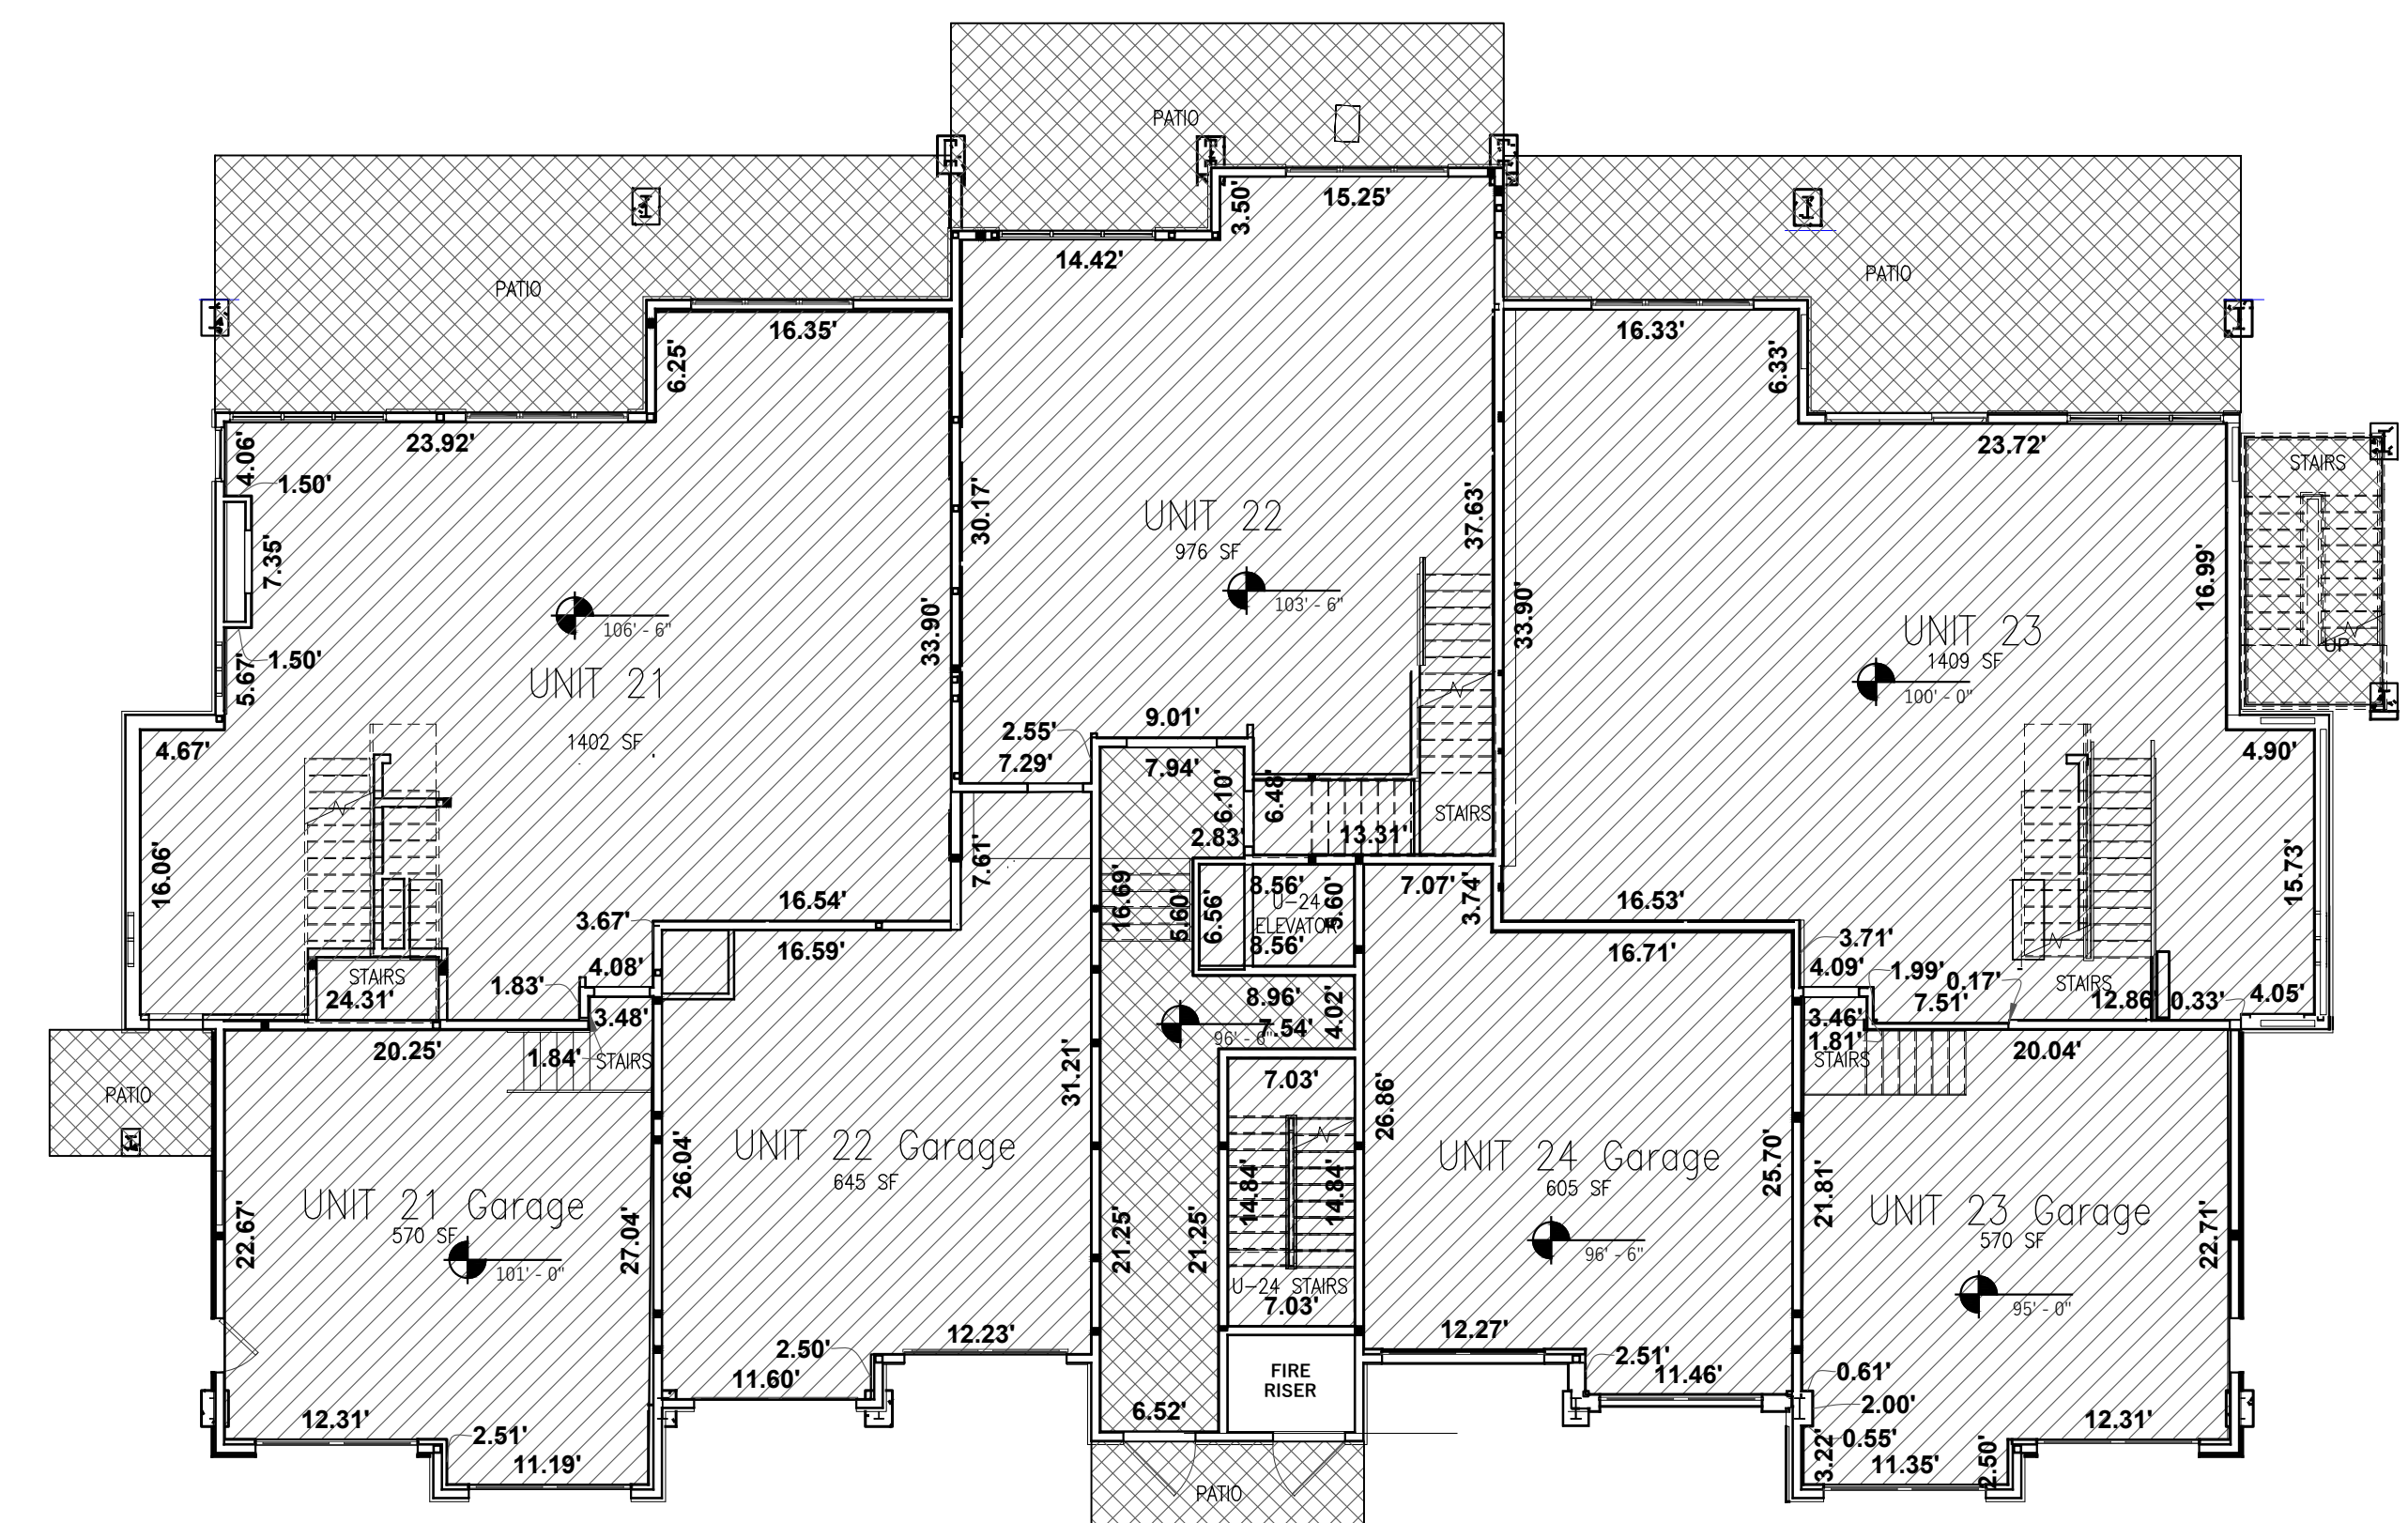 PATIO
15.25'
3.50'
14.42'
PATIO
PATIO
16.35'
6.25'
16.33'
6.33'
23.92'
4.06'
1.50'
7.35'
1.50'
5.67'
4.67'
106' - 6"
UNIT 21
1402 SF
33.90'
30.17'
UNIT 22
976 SF
103' - 6"
37.63'
33.90'
UNIT 23
1409 SF
100' - 0"
23.72'
16.99'
STAIRS
UP
4.90'
2.55'
7.29'
9.01'
7.94'
6.10'
6.48'
2.83'
13.31'
STAIRS
16.06'
STAIRS
24.31'
16.54'
3.67'
4.08'
1.83'
3.48'
1.84'
STAIRS
7.61'
16.59'
16.69'
5.60'
6.56'
8.56'
U-24
ELEVATOR
8.56'
5.60'
7.07'
3.74'
16.53'
16.71'
3.71'
4.09'
1.99'
0.17'
7.51'
STAIRS
12.86'
0.33'
4.05'
15.73'
8.96'
7.54'
96' - 6"
4.02'
3.46'
1.81'
STAIRS
20.04'
20.25'
PATIO
UNIT 21 Garage
570 SF
101' - 0"
22.67'
27.04'
12.31'
2.51'
11.19'
UNIT 22 Garage
645 SF
26.04'
31.21'
2.50'
12.23'
11.60'
21.25'
21.25'
6.52'
7.03'
14.84'
14.84'
U-24 STAIRS
7.03'
FIRE
RISER
PATIO
26.86'
UNIT 24 Garage
605 SF
96' - 6"
25.70'
12.27'
2.51'
11.46'
21.81'
UNIT 23 Garage
570 SF
95' - 0"
22.71'
0.61'
2.00'
0.55'
3.22'
11.35'
2.50'
12.31'